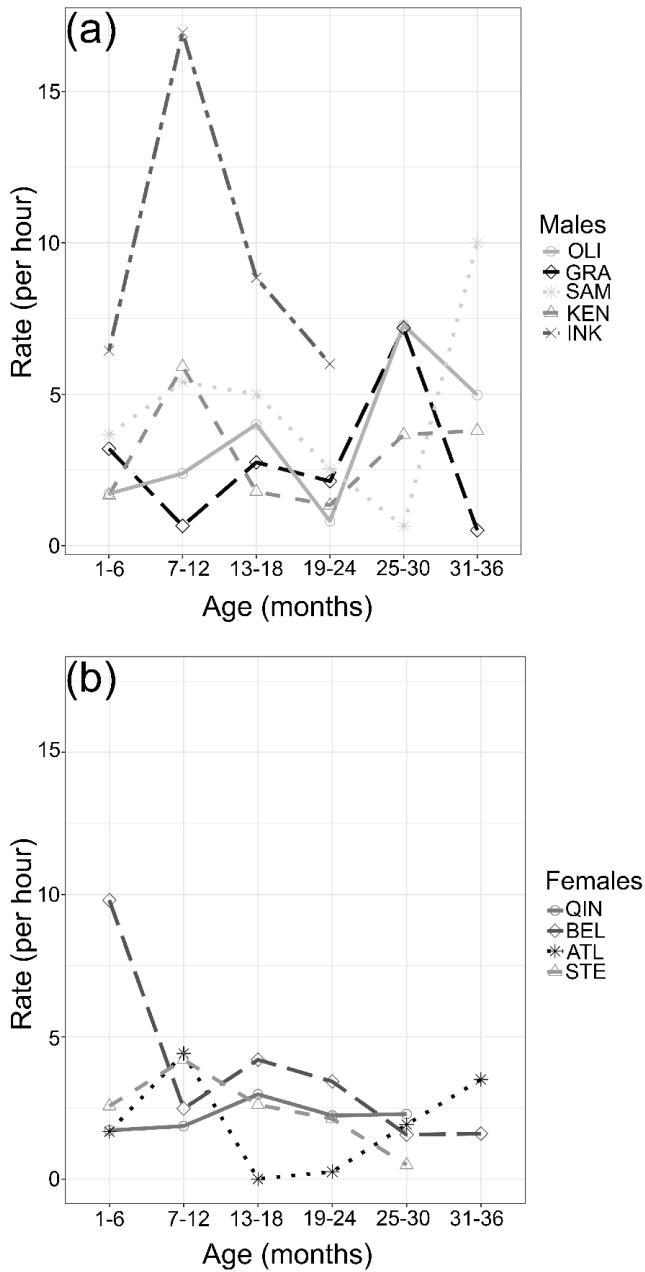 (a)
15
10
5
0
Rate (per hour)
1-6 7-12 13-18 19-24 25-30 31-36
Age (months)
Males
OLI
GRA
SAM
KEN
INK
(b)
15
10
5
0
Rate (per hour)
1-6 7-12 13-18 19-24 25-30 31-36
Age (months)
Females
QIN
BEL
ATL
STE